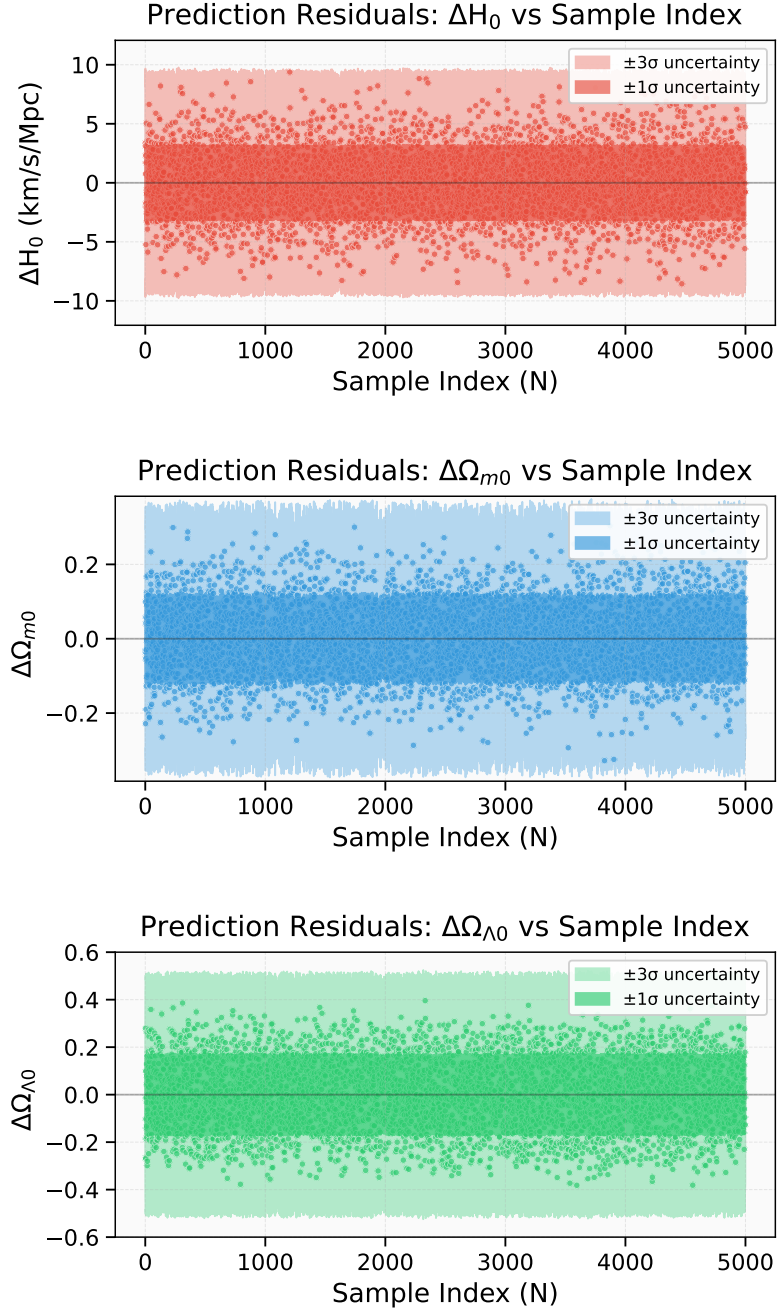 Prediction Residuals: ΔH₀ vs Sample Index
±3σ uncertainty
±1σ uncertainty
10
5
0
−5
−10
ΔH₀ (km/s/Mpc)
0 1000 2000 3000 4000 5000
Sample Index (N)
Prediction Residuals: ΔΩₘ₀ vs Sample Index
±3σ uncertainty
±1σ uncertainty
0.2
0.0
−0.2
ΔΩₘ₀
0 1000 2000 3000 4000 5000
Sample Index (N)
Prediction Residuals: ΔΩ_Λ0 vs Sample Index
±3σ uncertainty
±1σ uncertainty
0.6
0.4
0.2
0.0
−0.2
−0.4
−0.6
ΔΩ_Λ0
0 1000 2000 3000 4000 5000
Sample Index (N)